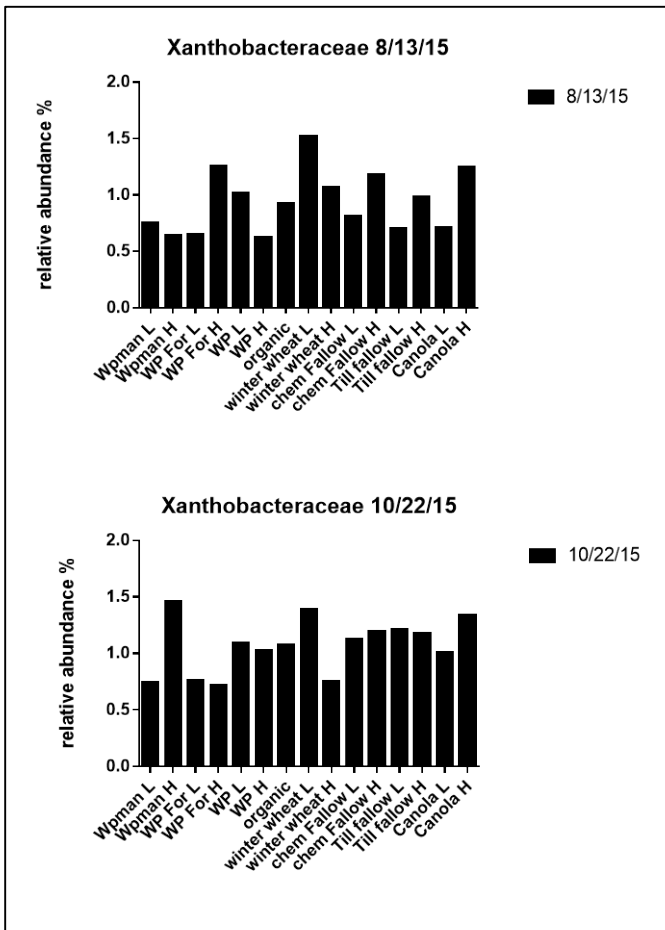 Xanthobacteraceae 8/13/15
8/13/15
relative abundance %
2.0
1.5
1.0
0.5
0.0
Wpman L
Wpman H
WP For L
WP For H
WP L
WP H
organic
winter wheat L
winter wheat H
chem Fallow L
chem Fallow H
Till fallow L
Till fallow H
Canola L
Canola H
Xanthobacteraceae 10/22/15
10/22/15
relative abundance %
2.0
1.5
1.0
0.5
0.0
Wpman L
Wpman H
WP For L
WP For H
WP L
WP H
organic
winter wheat L
winter wheat H
chem Fallow L
chem Fallow H
Till fallow L
Till fallow H
Canola L
Canola H